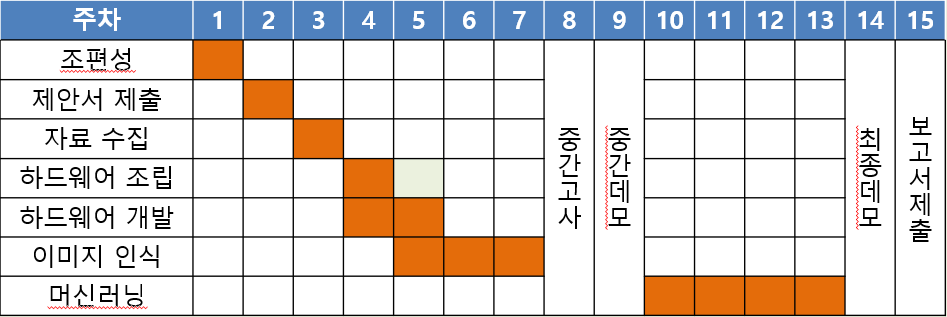 주차 1 2 3 4 5 6 7 8 9 10 11 12 13 14 15
조편성
제안서 제출
자료 수집
하드웨어 조립
하드웨어 개발
이미지 인식
머신러닝
중간고사
중간데모
최종데모
보고서제출